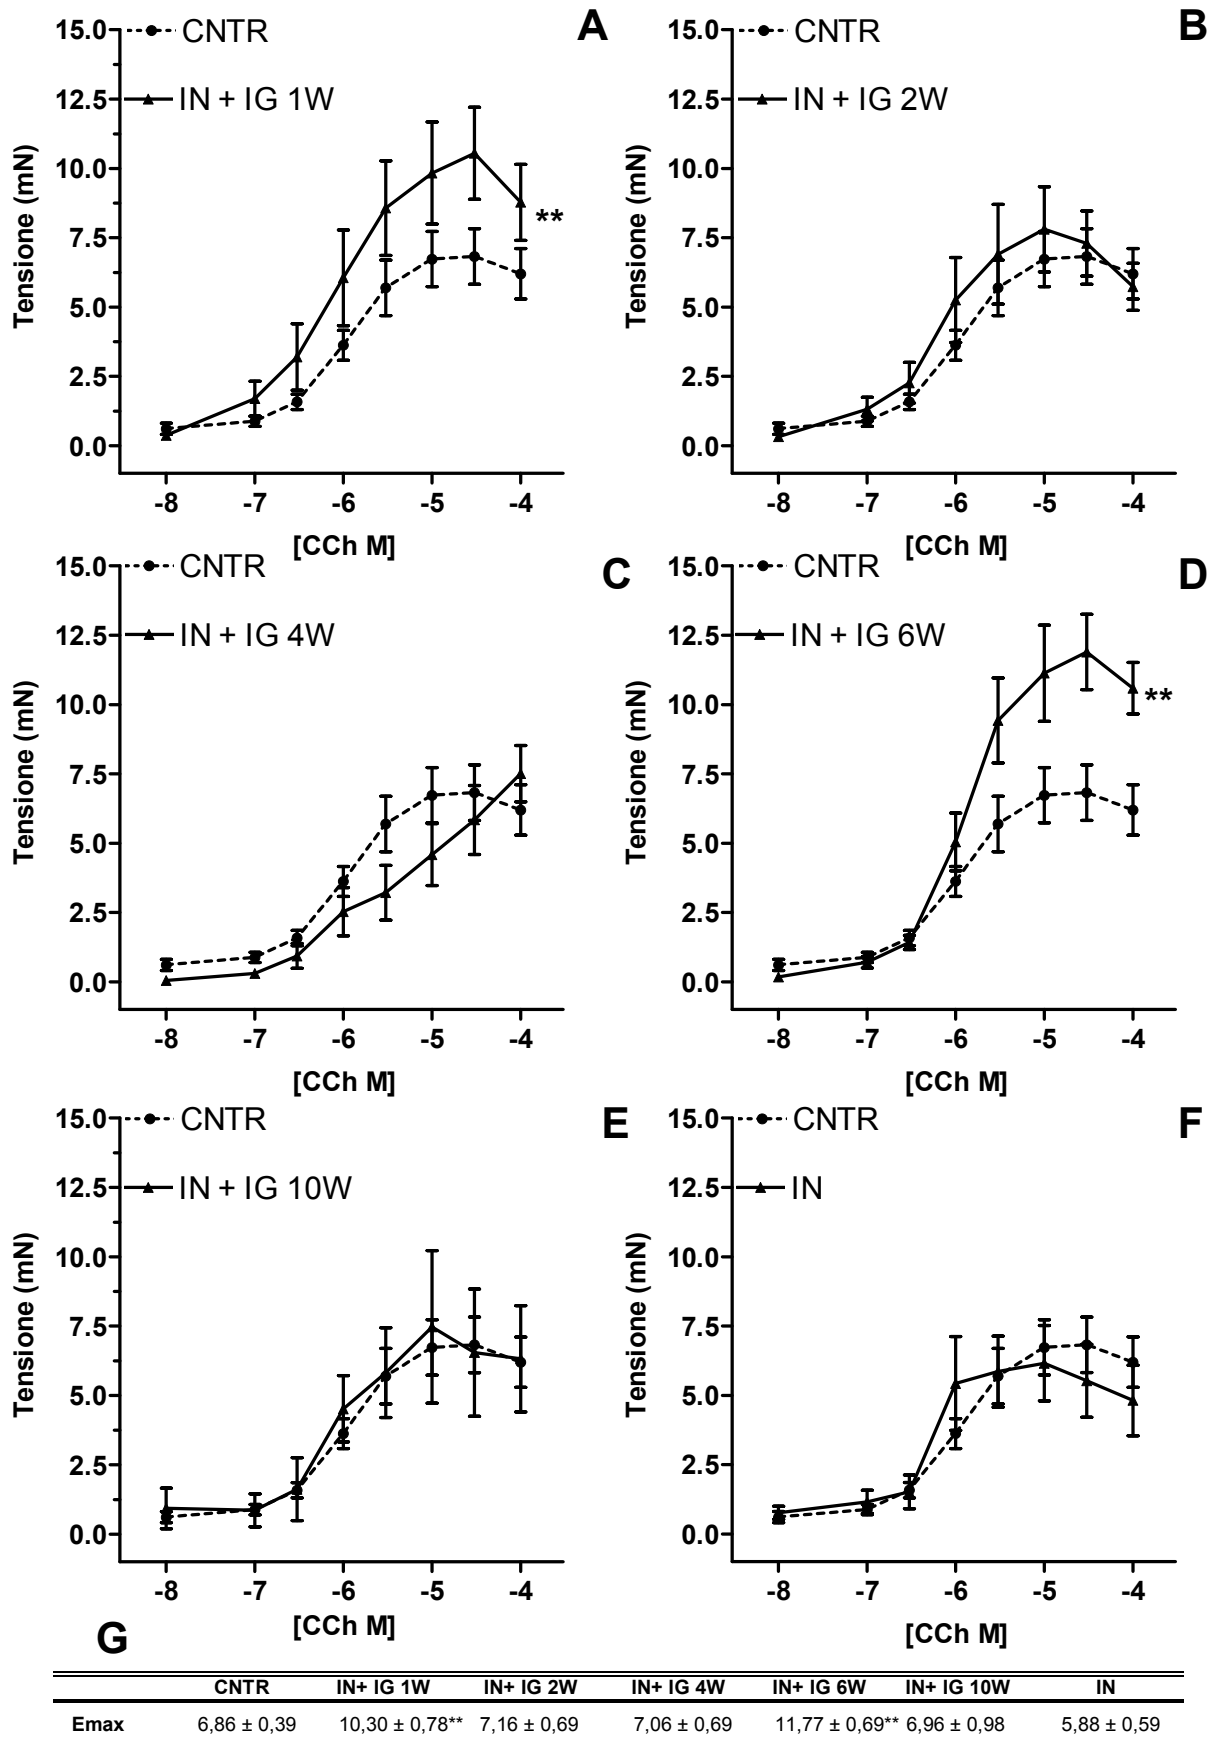 A
CNTR
IN + IG 1W
15.0
12.5
10.0
7.5
5.0
2.5
0.0
Tensione (mN)
**
-8 -7 -6 -5 -4
[CCh M]
B
CNTR
IN + IG 2W
15.0
12.5
10.0
7.5
5.0
2.5
0.0
Tensione (mN)
-8 -7 -6 -5 -4
[CCh M]
C
CNTR
IN + IG 4W
15.0
12.5
10.0
7.5
5.0
2.5
0.0
Tensione (mN)
-8 -7 -6 -5 -4
[CCh M]
D
CNTR
IN + IG 6W
15.0
12.5
10.0
7.5
5.0
2.5
0.0
Tensione (mN)
**
-8 -7 -6 -5 -4
[CCh M]
E
CNTR
IN + IG 10W
15.0
12.5
10.0
7.5
5.0
2.5
0.0
Tensione (mN)
-8 -7 -6 -5 -4
[CCh M]
F
CNTR
IN
15.0
12.5
10.0
7.5
5.0
2.5
0.0
Tensione (mN)
-8 -7 -6 -5 -4
[CCh M]
G
CNTR IN+ IG 1W IN+ IG 2W IN+ IG 4W IN+ IG 6W IN+ IG 10W IN
Emax 6,86 ± 0,39 10,30 ± 0,78** 7,16 ± 0,69 7,06 ± 0,69 11,77 ± 0,69** 6,96 ± 0,98 5,88 ± 0,59